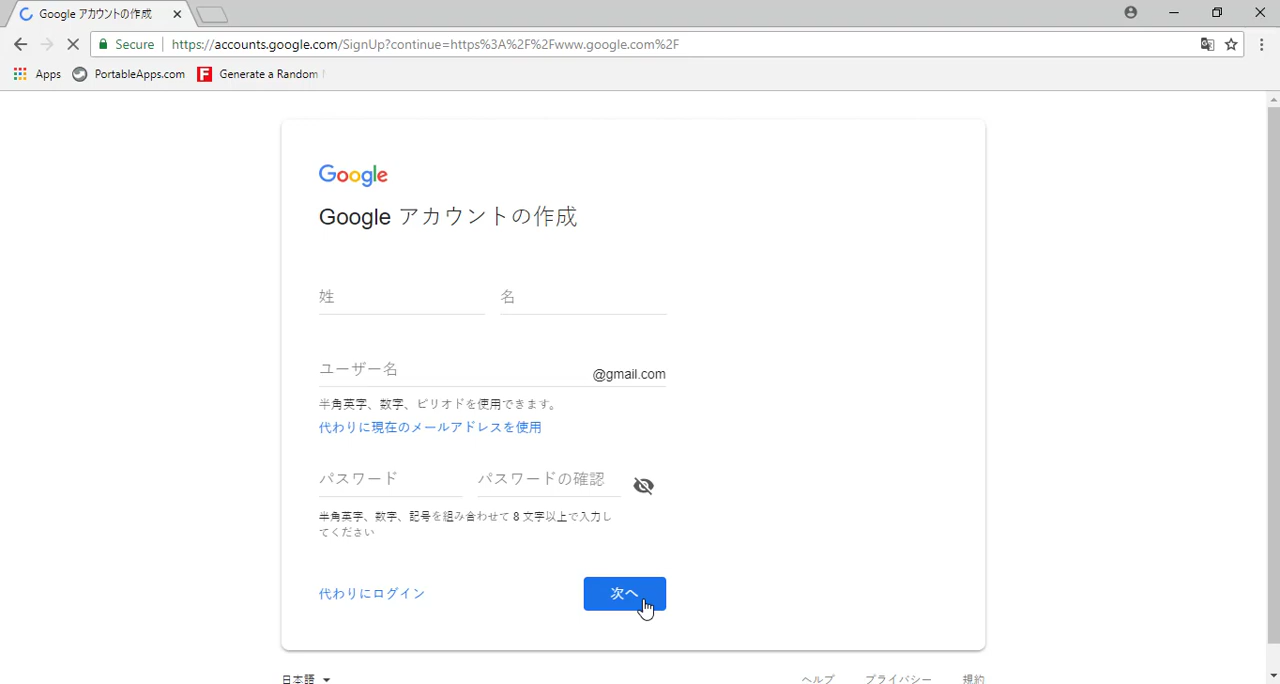 Google アカウントの作成
Secure https://accounts.google.com/SignUp?continue=https%3A%2F%2Fwww.google.com%2F
Apps PortableApps.com Generate a Random
Google
Google アカウントの作成
姓 名
ユーザー名 @gmail.com
半角英字、数字、ピリオドを使用できます。
代わりに現在のメールアドレスを使用
パスワード パスワードの確認
半角英字、数字、記号を組み合わせて 8 文字以上で入力し
てください
代わりにログイン 次へ
日本語 ヘルプ プライバシー 規約